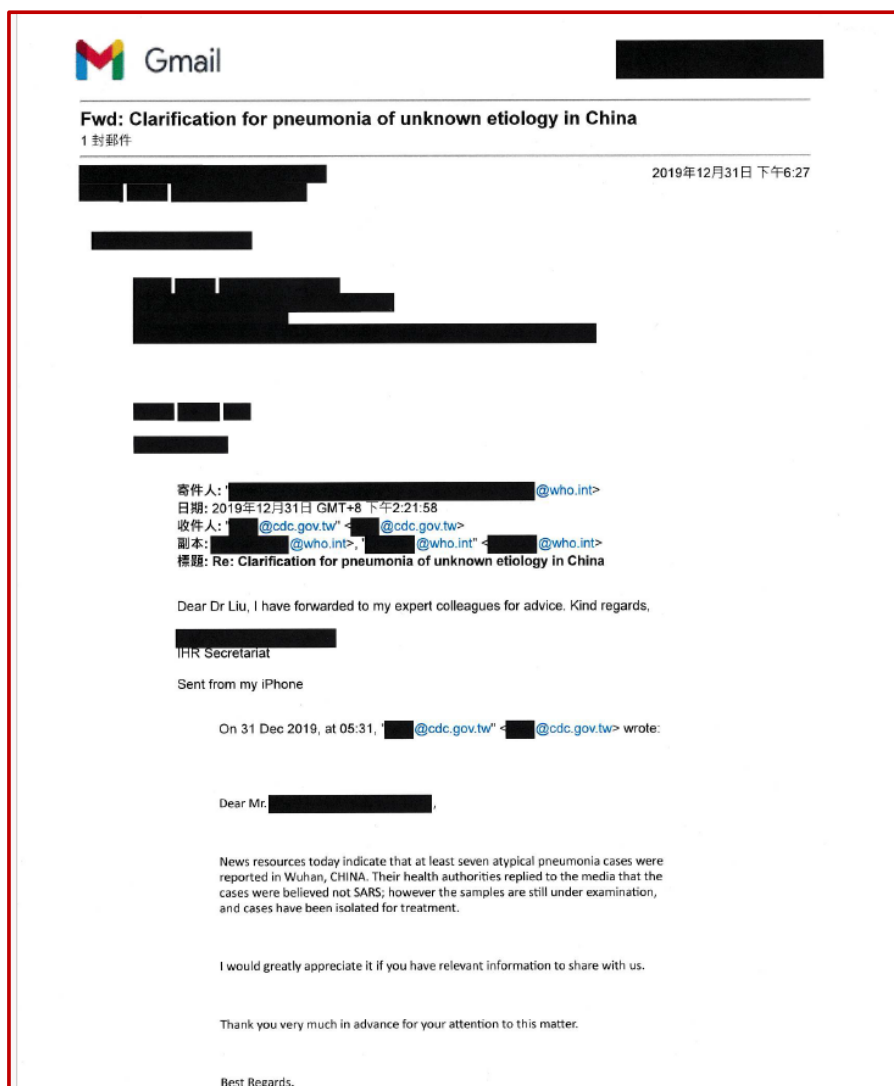 Gmail
Fwd: Clarification for pneumonia of unknown etiology in China
1 封郵件
2019年12月31日 下午6:27
寄件人: " @who.int>
日期: 2019年12月31日 GMT+8 下午2:21:58
收件人: " @cdc.gov.tw" < @cdc.gov.tw>
副本: @who.int>, " @who.int" < @who.int>
標題: Re: Clarification for pneumonia of unknown etiology in China
Dear Dr Liu, I have forwarded to my expert colleagues for advice. Kind regards,
IHR Secretariat
Sent from my iPhone
On 31 Dec 2019, at 05:31, " @cdc.gov.tw" < @cdc.gov.tw> wrote:
Dear Mr. ,
News resources today indicate that at least seven atypical pneumonia cases were
reported in Wuhan, CHINA. Their health authorities replied to the media that the
cases were believed not SARS; however the samples are still under examination,
and cases have been isolated for treatment.
I would greatly appreciate it if you have relevant information to share with us.
Thank you very much in advance for your attention to this matter.
Best Regards,